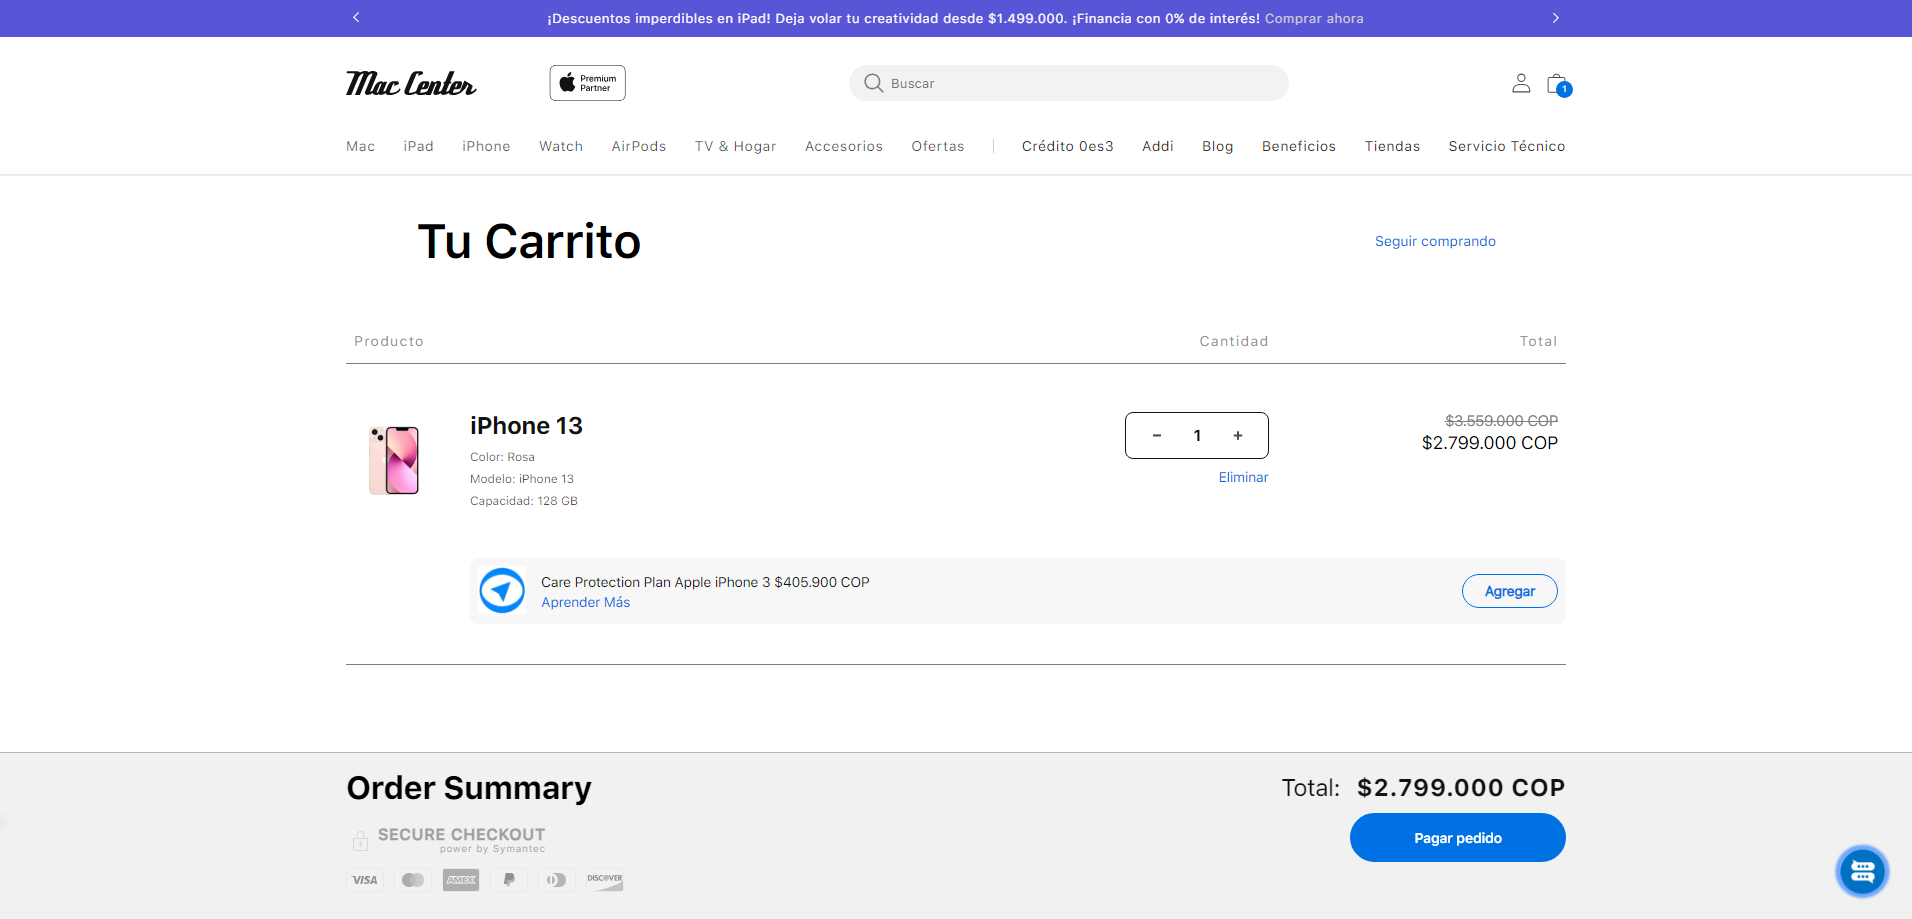 ¡Descuentos imperdibles en iPad! Deja volar tu creatividad desde $1.499.000. ¡Financia con 0% de interés! Comprar ahora
Mac Center
Premium
Partner
Buscar
1
Mac iPad iPhone Watch AirPods TV & Hogar Accesorios Ofertas Crédito 0es3 Addi Blog Beneficios Tiendas Servicio Técnico
Tu Carrito
Seguir comprando
Producto Cantidad Total
iPhone 13
Color: Rosa
Modelo: iPhone 13
Capacidad: 128 GB
− 1 +
Eliminar
$3.559.000 COP
$2.799.000 COP
Care Protection Plan Apple iPhone 3 $405.900 COP
Aprender Más
Agregar
Order Summary
Total: $2.799.000 COP
SECURE CHECKOUT
power by Symantec
Pagar pedido
VISA AMEX DISCOVER